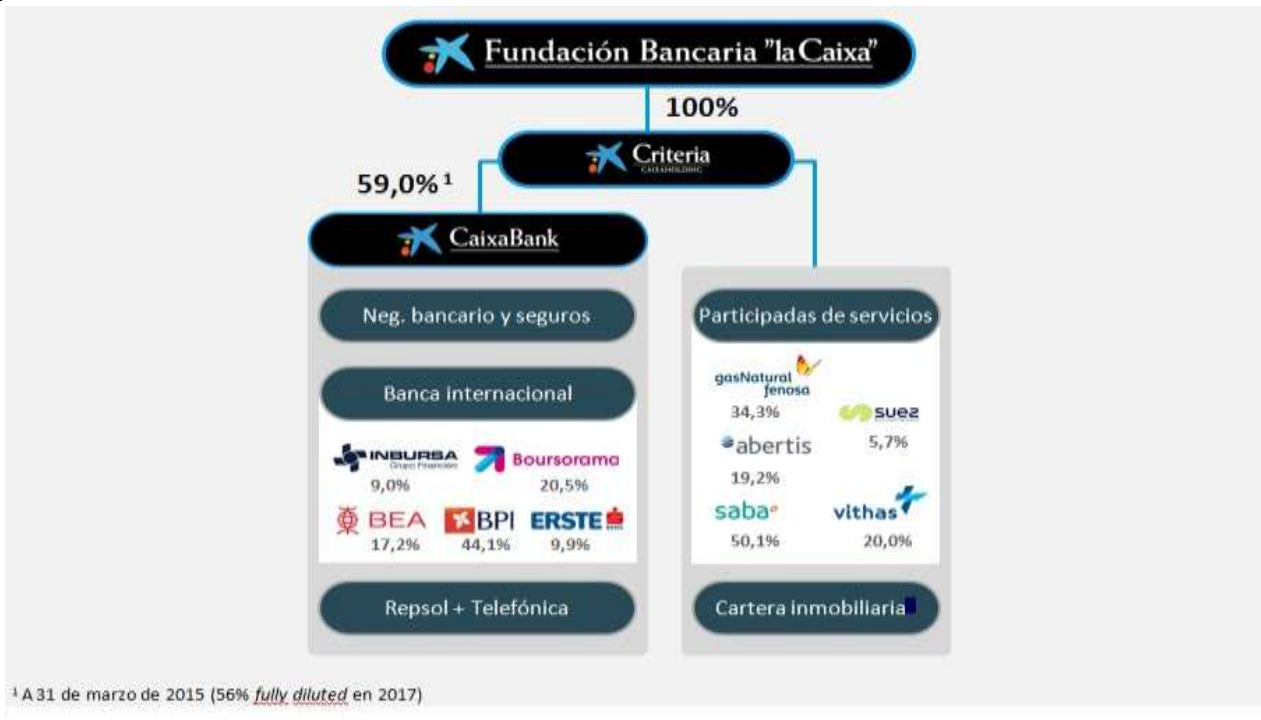 Fundación Bancaria "la Caixa"
100%
Criteria
CAIXAHOLDING
59,0% 1
CaixaBank
Neg. bancario y seguros
Banca internacional
INBURSA
Grupo Financiero
9,0%
Boursorama
20,5%
BEA
17,2%
BPI
44,1%
ERSTE
9,9%
Repsol + Telefónica
Participadas de servicios
gasNatural
fenosa
34,3%
suez
5,7%
abertis
19,2%
saba
50,1%
vithas
20,0%
Cartera inmobiliaria
1 A 31 de marzo de 2015 (56% fully diluted en 2017)